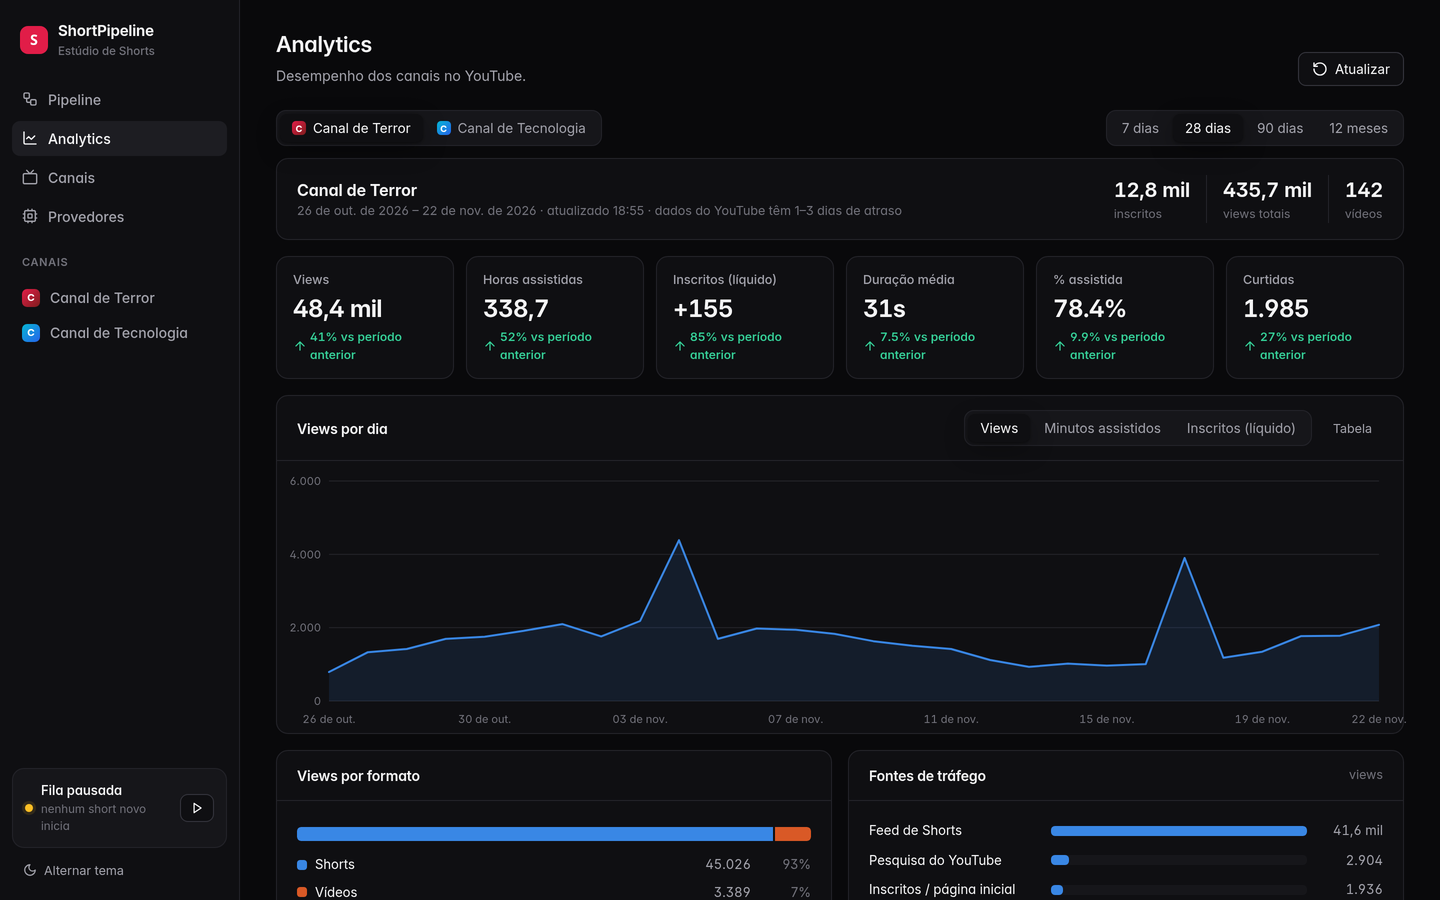 S
ShortPipeline
Estúdio de Shorts
Pipeline
Analytics
Canais
Provedores
CANAIS
C Canal de Terror
C Canal de Tecnologia
Fila pausada
nenhum short novo
inicia
Alternar tema
Analytics
Desempenho dos canais no YouTube.
Atualizar
C Canal de Terror C Canal de Tecnologia
7 dias 28 dias 90 dias 12 meses
Canal de Terror
26 de out. de 2026 – 22 de nov. de 2026 · atualizado 18:55 · dados do YouTube têm 1–3 dias de atraso
12,8 mil
inscritos
435,7 mil
views totais
142
vídeos
Views
48,4 mil
↑ 41% vs período
anterior
Horas assistidas
338,7
↑ 52% vs período
anterior
Inscritos (líquido)
+155
↑ 85% vs período
anterior
Duração média
31s
↑ 7.5% vs período
anterior
% assistida
78.4%
↑ 9.9% vs período
anterior
Curtidas
1.985
↑ 27% vs período
anterior
Views por dia
Views Minutos assistidos Inscritos (líquido) Tabela
6.000
4.000
2.000
0
26 de out. 30 de out. 03 de nov. 07 de nov. 11 de nov. 15 de nov. 19 de nov. 22 de nov.
Views por formato
Shorts 45.026 93%
Vídeos 3.389 7%
Fontes de tráfego views
Feed de Shorts 41,6 mil
Pesquisa do YouTube 2.904
Inscritos / página inicial 1.936